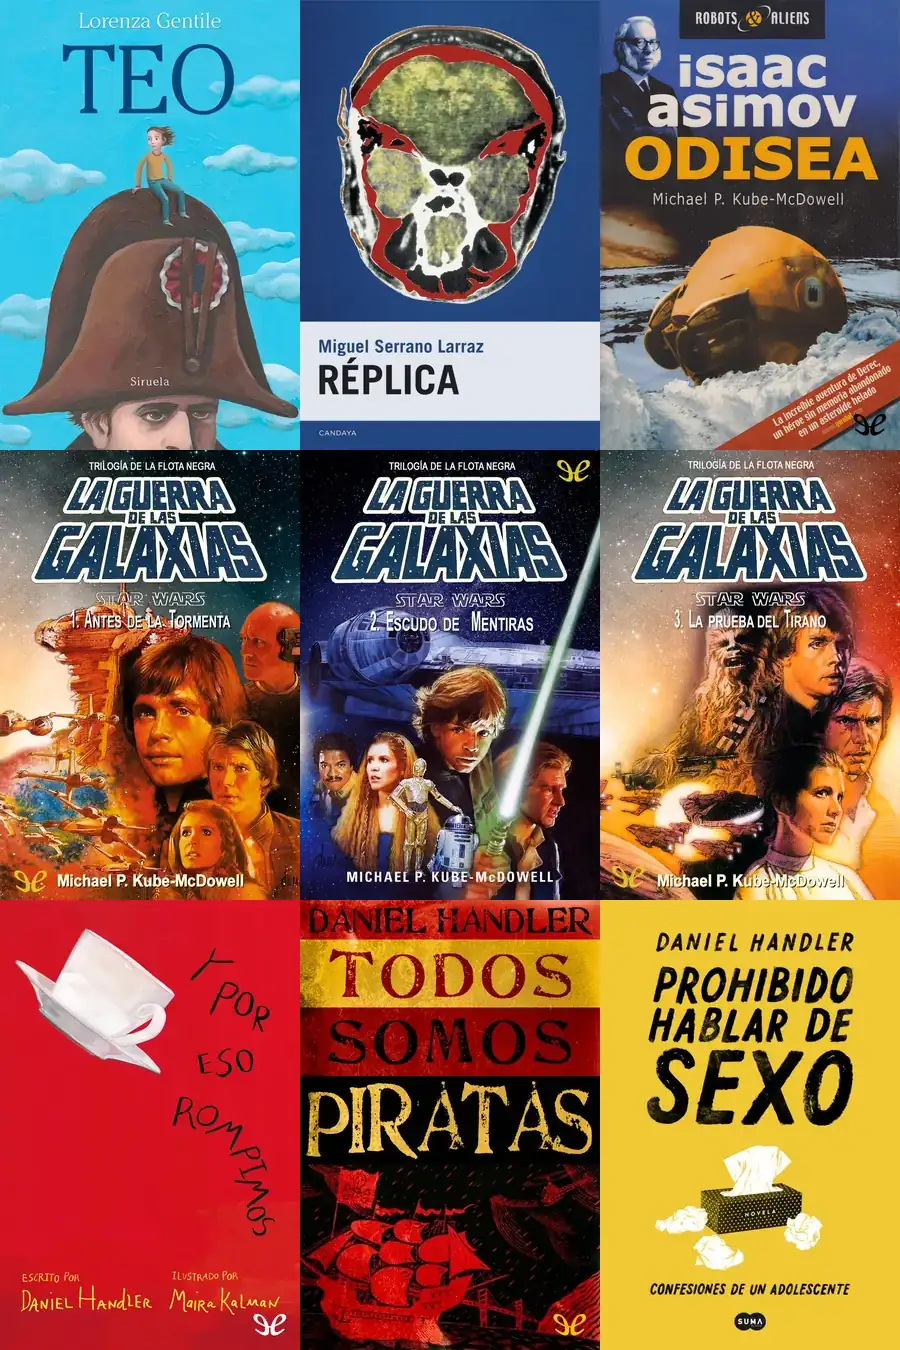 Lorenza Gentile
TEO
Siruela
Miguel Serrano Larraz
RÉPLICA
CANDAYA
ROBOTS & ALIENS
isaac
asimov
ODISEA
Michael P. Kube-McDowell
La increíble aventura de Derec,
un héroe sin memoria abandonado
en un asteroide helado
TRILOGÍA DE LA FLOTA NEGRA
LA GUERRA
DE LAS
GALAXIAS
STAR WARS
1. ANTES DE LA TORMENTA
Michael P. Kube-McDowell
TRILOGÍA DE LA FLOTA NEGRA
LA GUERRA
DE LAS
GALAXIAS
STAR WARS
2. ESCUDO DE MENTIRAS
MICHAEL P. KUBE-McDOWELL
TRILOGÍA DE LA FLOTA NEGRA
LA GUERRA
DE LAS
GALAXIAS
STAR WARS
3. LA PRUEBA DEL TIRANO
Michael P. Kube-McDowell
Y
POR
ESO
ROMPIMOS
ESCRITO POR
DANIEL HANDLER
ILUSTRADO POR
Maira KALMAN
DANIEL HANDLER
TODOS
SOMOS
PIRATAS
DANIEL HANDLER
PROHIBIDO
HABLAR DE
SEXO
NOVELA
CONFESIONES DE UN ADOLESCENTE
SUMA